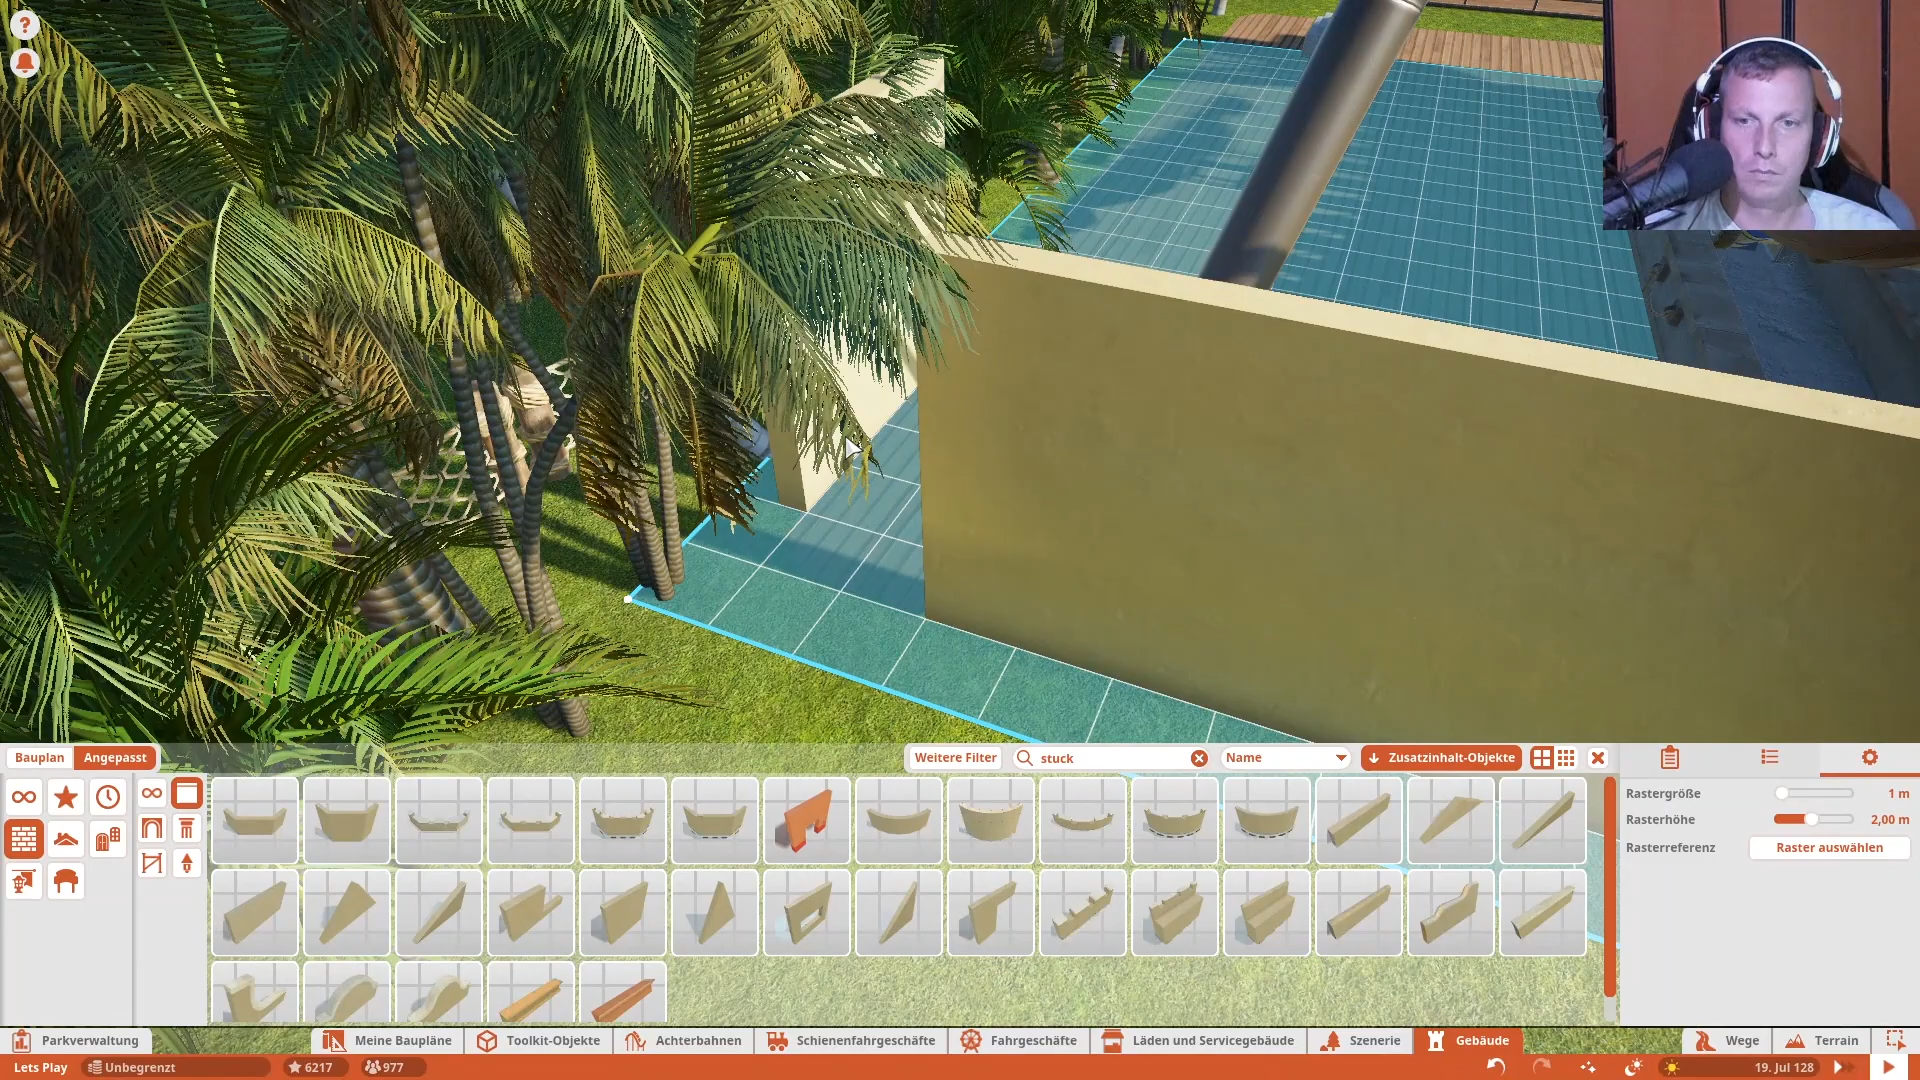 ?
Bauplan
Angepasst
Weitere Filter
stuck
Name
Zusatzinhalt-Objekte
Rastergröße
1 m
Rasterhöhe
2,00 m
Rasterreferenz
Raster auswählen
Parkverwaltung
Meine Baupläne
Toolkit-Objekte
Achterbahnen
Schienenfahrgeschäfte
Fahrgeschäfte
Läden und Servicegebäude
Szenerie
Gebäude
Wege
Terrain
Lets Play
Unbegrenzt
6217
977
19. Jul 128